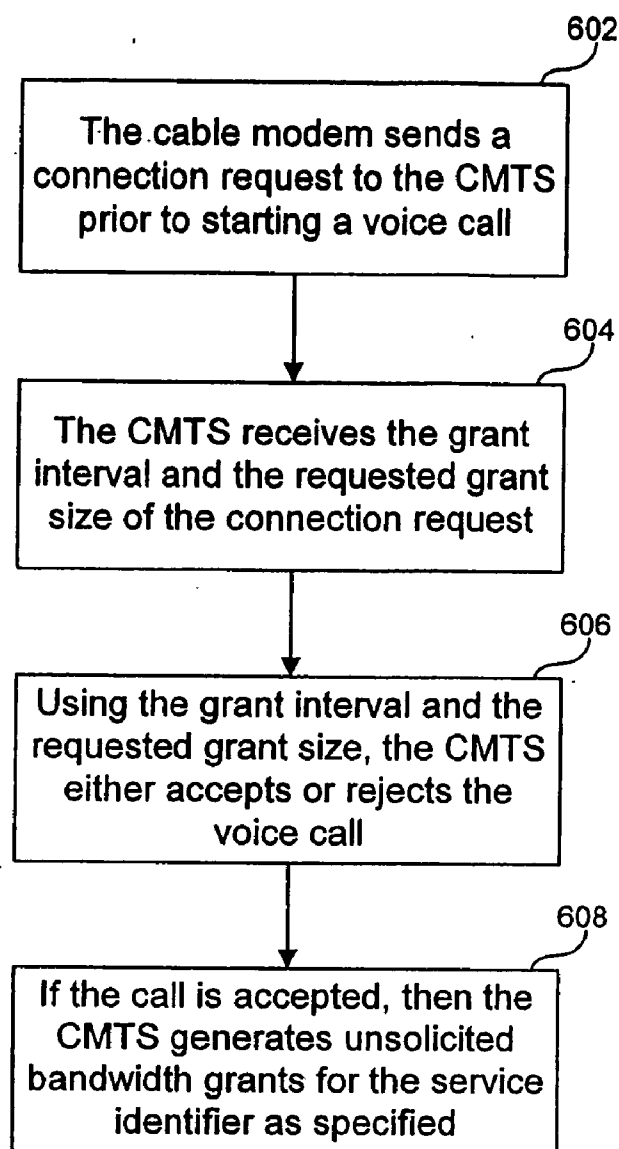 602
The cable modem sends a
connection request to the CMTS
prior to starting a voice call
604
The CMTS receives the grant
interval and the requested grant
size of the connection request
606
Using the grant interval and the
requested grant size, the CMTS
either accepts or rejects the
voice call
608
If the call is accepted, then the
CMTS generates unsolicited
bandwidth grants for the service
identifier as specified